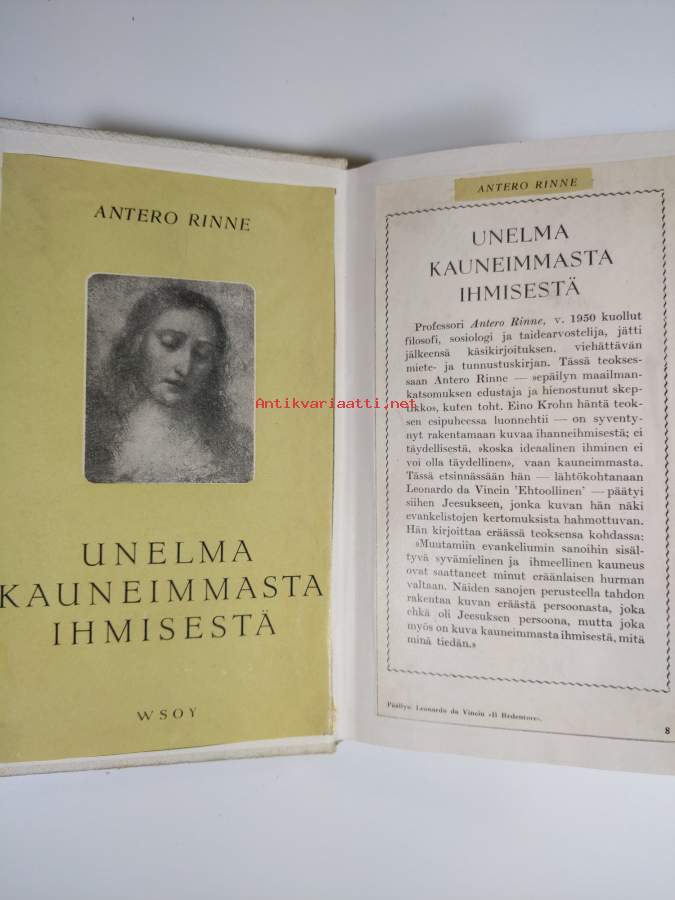 ANTERO RINNE
UNELMA
KAUNEIMMASTA
IHMISESTÄ
WSOY
ANTERO RINNE
UNELMA
KAUNEIMMASTA
IHMISESTÄ
Professori Antero Rinne, v. 1950 kuollut
filosofi, sosiologi ja taidearvostelija, jätti
jälkeensä käsikirjoituksen, viehättävän
miete- ja tunnustuskirjan. Tässä teokses-
saan Antero Rinne — »epäilyn maailman-
katsomuksen edustaja ja hienostunut skep-
tikko», kuten toht. Eino Krohn häntä teok-
sen esipuheessa luonnehtii — on syventy-
nyt rakentamaan kuvaa ihanneihmisestä; ei
täydellisestä, »koska ideaalinen ihminen ei
voi olla täydellinen», vaan kauneimmasta.
Tässä etsinnässään hän — lähtökohtanaan
Leonardo da Vincin 'Ehtoollinen' — päätyi
siihen Jeesukseen, jonka kuvan hän näki
evankelistojen kertomuksista hahmottuvan.
Hän kirjoittaa eräässä teoksensa kohdassa:
»Muutamiin evankeliumin sanoihin sisäl-
tyvä syvämielinen ja ihmeellinen kauneus
ovat saattaneet minut eräänlaisen hurman
valtaan. Näiden sanojen perusteella tahdon
rakentaa kuvan eräästä persoonasta, joka
ehkä oli Jeesuksen persoona, mutta joka
myös on kuva kauneimmasta ihmisestä, mitä
minä tiedän.»
Päällys: Leonardo da Vincin »Il Redentore».
8
Antikvariaatti.net